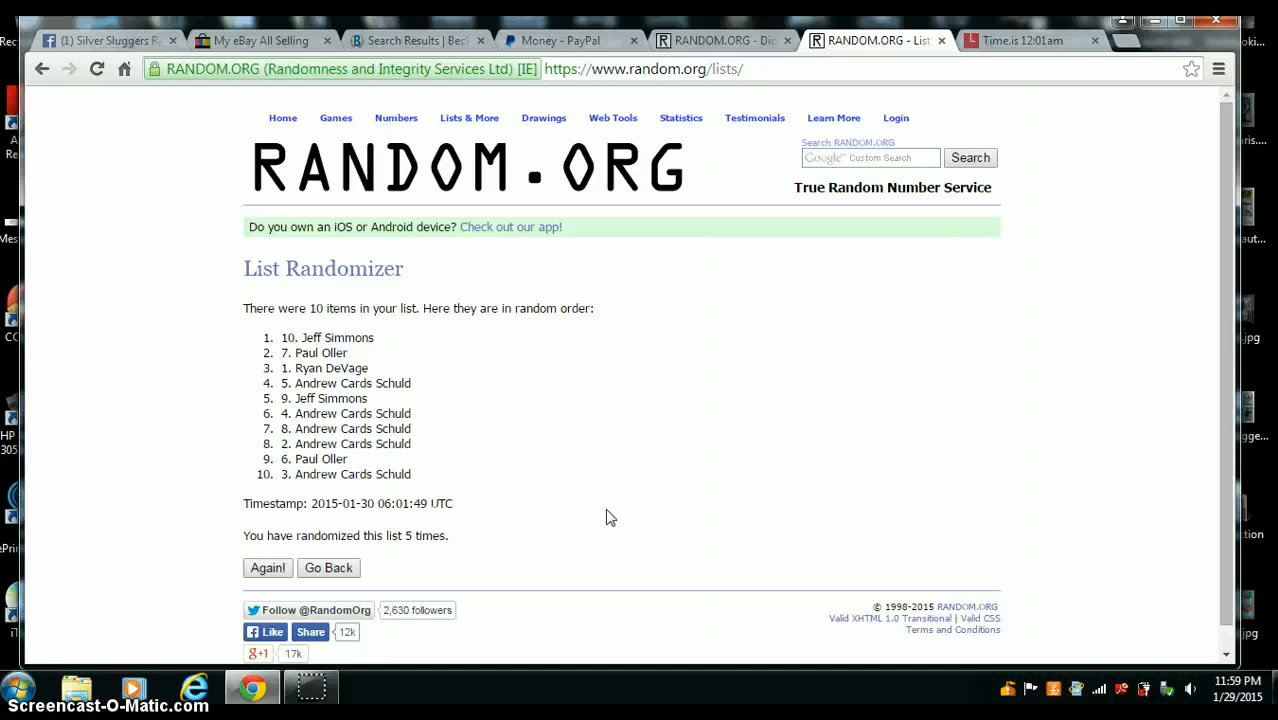 (1) Silver Sluggers R
My eBay All Selling
Search Results | Bec
Money - PayPal
RANDOM.ORG - Dic
RANDOM.ORG - List
Time.is 12:01am
RANDOM.ORG (Randomness and Integrity Services Ltd) [IE] https://www.random.org/lists/
Home Games Numbers Lists & More Drawings Web Tools Statistics Testimonials Learn More Login
RANDOM.ORG
Search RANDOM.ORG
Google™ Custom Search Search
True Random Number Service
Do you own an iOS or Android device? Check out our app!
List Randomizer
There were 10 items in your list. Here they are in random order:
1. 10. Jeff Simmons
2. 7. Paul Oller
3. 1. Ryan DeVage
4. 5. Andrew Cards Schuld
5. 9. Jeff Simmons
6. 4. Andrew Cards Schuld
7. 8. Andrew Cards Schuld
8. 2. Andrew Cards Schuld
9. 6. Paul Oller
10. 3. Andrew Cards Schuld
Timestamp: 2015-01-30 06:01:49 UTC
You have randomized this list 5 times.
Again! Go Back
Follow @RandomOrg 2,630 followers
Like Share 12k
g+1 17k
© 1998-2015 RANDOM.ORG
Valid XHTML 1.0 Transitional | Valid CSS
Terms and Conditions
11:59 PM
1/29/2015
Screencast-O-Matic.com